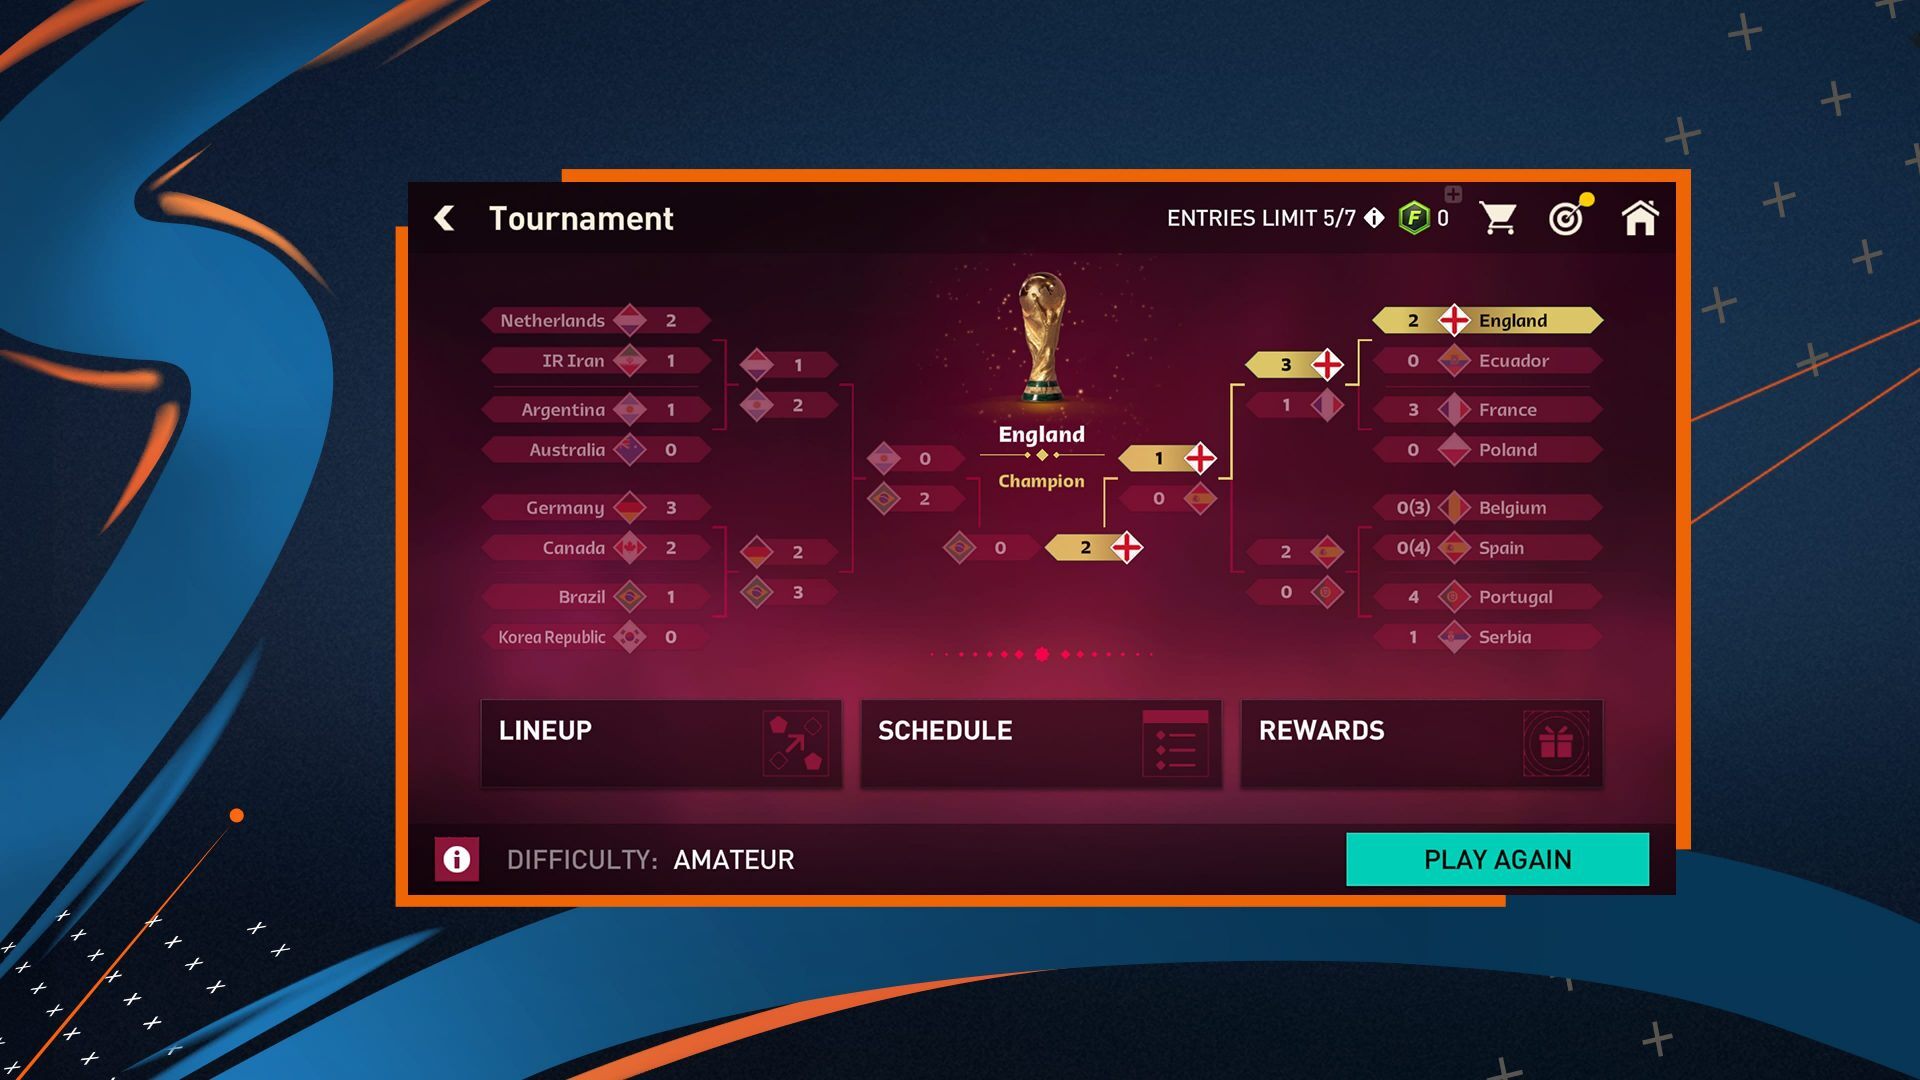 Tournament
ENTRIES LIMIT 5/7 F 0
Netherlands 2
IR Iran 1
Argentina 1
Australia 0
Germany 3
Canada 2
Brazil 1
Korea Republic 0
1
2
2
3
0
2
England
Champion
0
2
1
0
3
1
2
0
2 England
0 Ecuador
3 France
0 Poland
0(3) Belgium
0(4) Spain
4 Portugal
1 Serbia
LINEUP
SCHEDULE
REWARDS
DIFFICULTY: AMATEUR
PLAY AGAIN